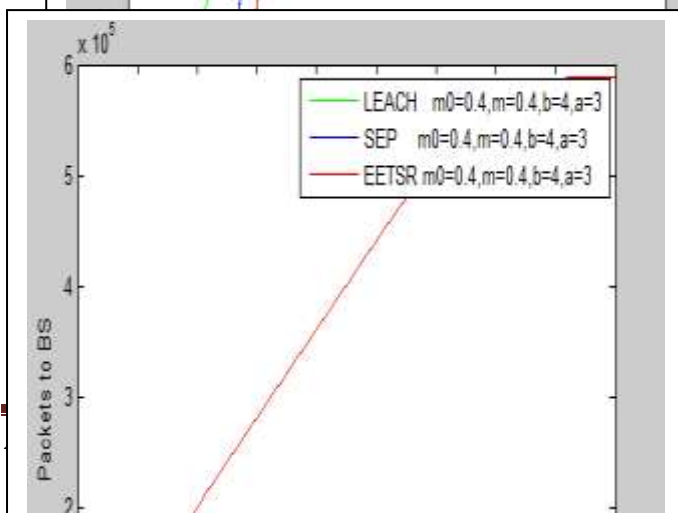 x 10^5
6
LEACH m0=0.4,m=0.4,b=4,a=3
SEP m0=0.4,m=0.4,b=4,a=3
EETSR m0=0.4,m=0.4,b=4,a=3
5
4
3
2
Packets to BS